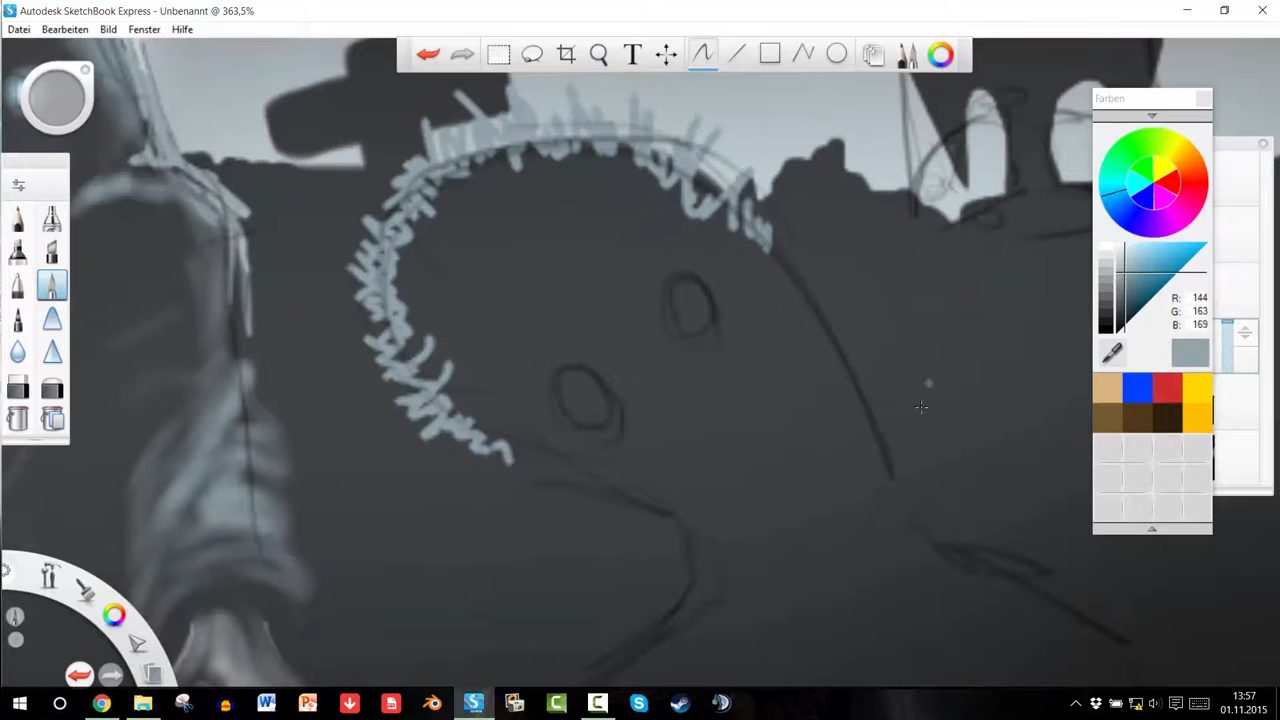 Autodesk SketchBook Express - Unbenannt @ 363,5%
Datei Bearbeiten Bild Fenster Hilfe
T
Farben
R: 144
G: 163
B: 169
13:57
01.11.2015